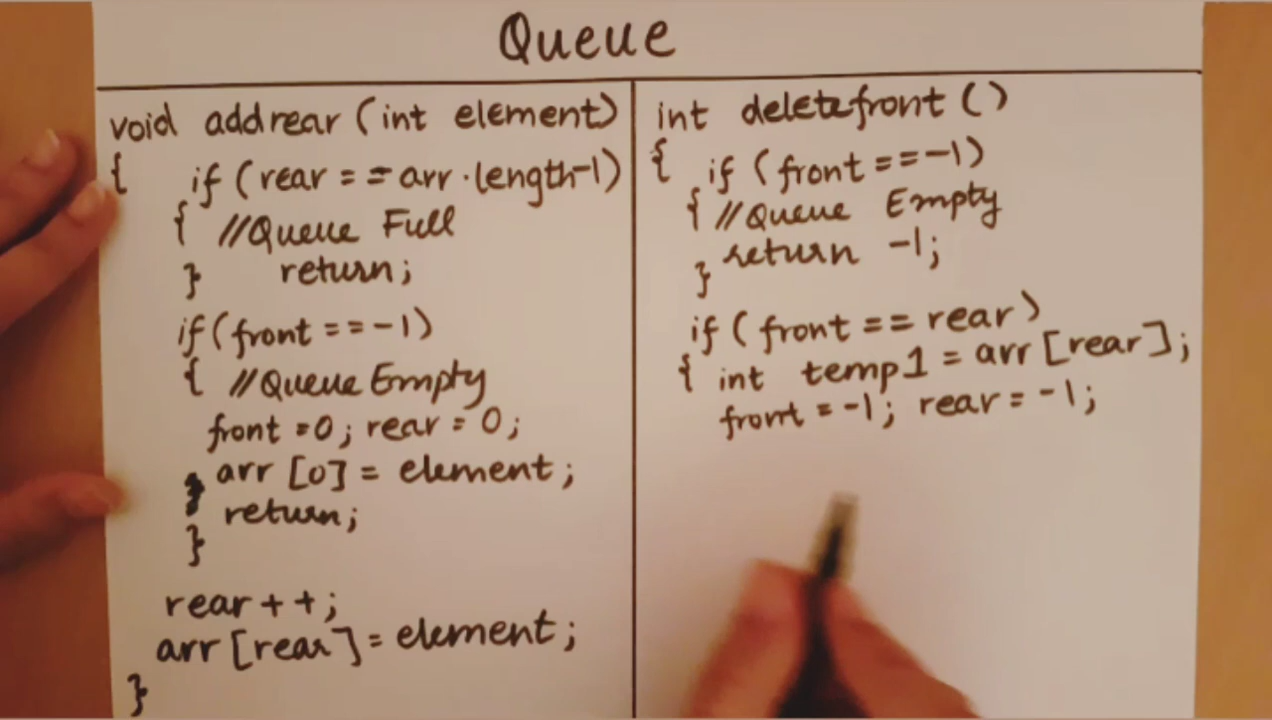 Queue
void addrear (int element)
{ if (rear == arr.length-1)
{ //Queue Full
} return;
if (front == -1)
{ //Queue Empty
front = 0; rear = 0;
} arr [0] = element;
return;
}
rear++;
arr [rear] = element;
}
int deletefront ()
{ if (front == -1)
{ //Queue Empty
return -1;
}
if (front == rear)
{ int temp1 = arr [rear];
front = -1; rear = -1;